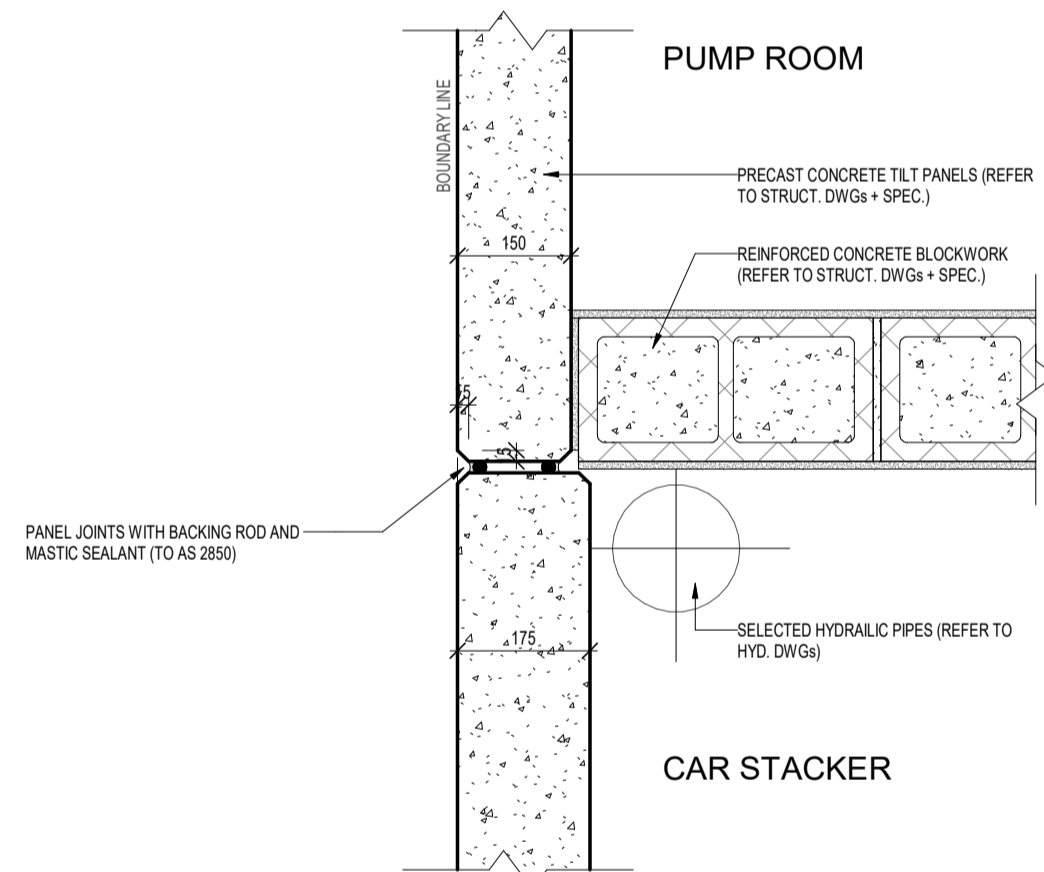 PUMP ROOM
BOUNDARY LINE
PRECAST CONCRETE TILT PANELS (REFER
TO STRUCT. DWGs + SPEC.)
150
REINFORCED CONCRETE BLOCKWORK
(REFER TO STRUCT. DWGs + SPEC.)
5
PANEL JOINTS WITH BACKING ROD AND
MASTIC SEALANT (TO AS 2850)
175
SELECTED HYDRAILIC PIPES (REFER TO
HYD. DWGs)
CAR STACKER